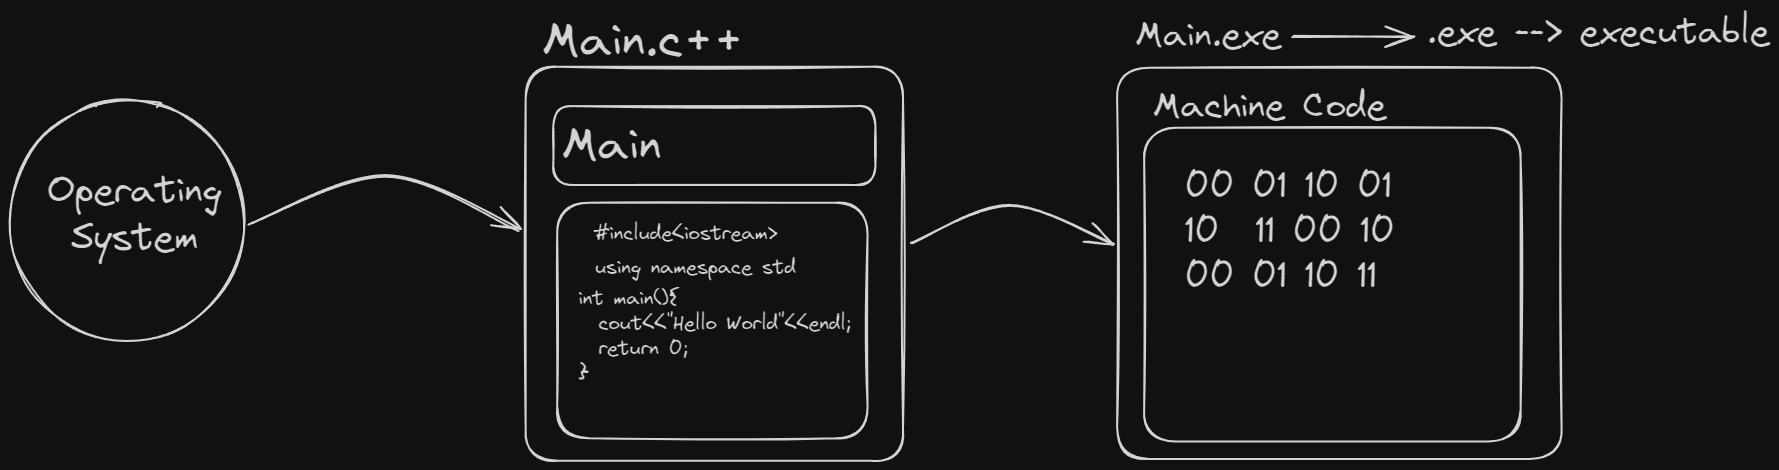 Operating
System
Main.c++
Main
#include<iostream>
using namespace std
int main(){
cout<<"Hello World"<<endl;
return 0;
}
Main.exe .exe --> executable
Machine Code
00 01 10 01
10 11 00 10
00 01 10 11